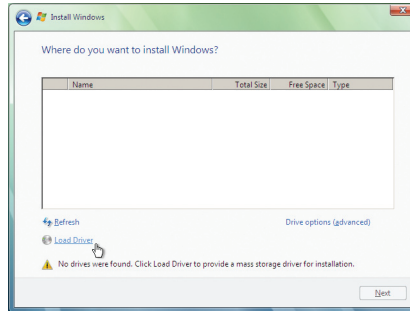 Install Windows
Where do you want to install Windows?
Name Total Size Free Space Type
Refresh Drive options (advanced)
Load Driver
No drives were found. Click Load Driver to provide a mass storage driver for installation.
Next